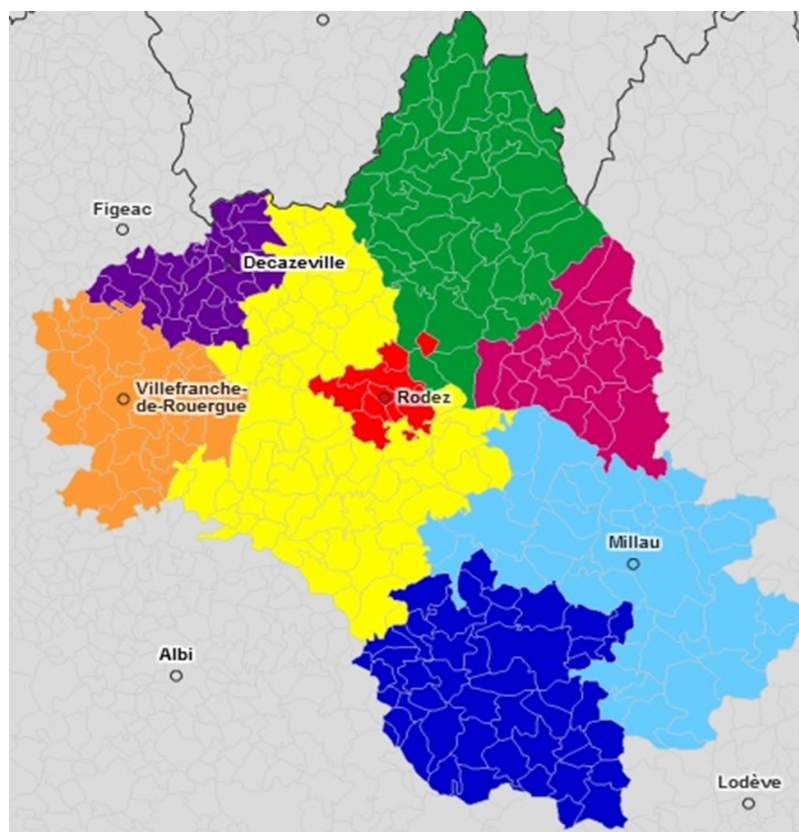 Figeac
Decazeville
Villefranche-
de-Rouergue
Rodez
Millau
Albi
Lodève